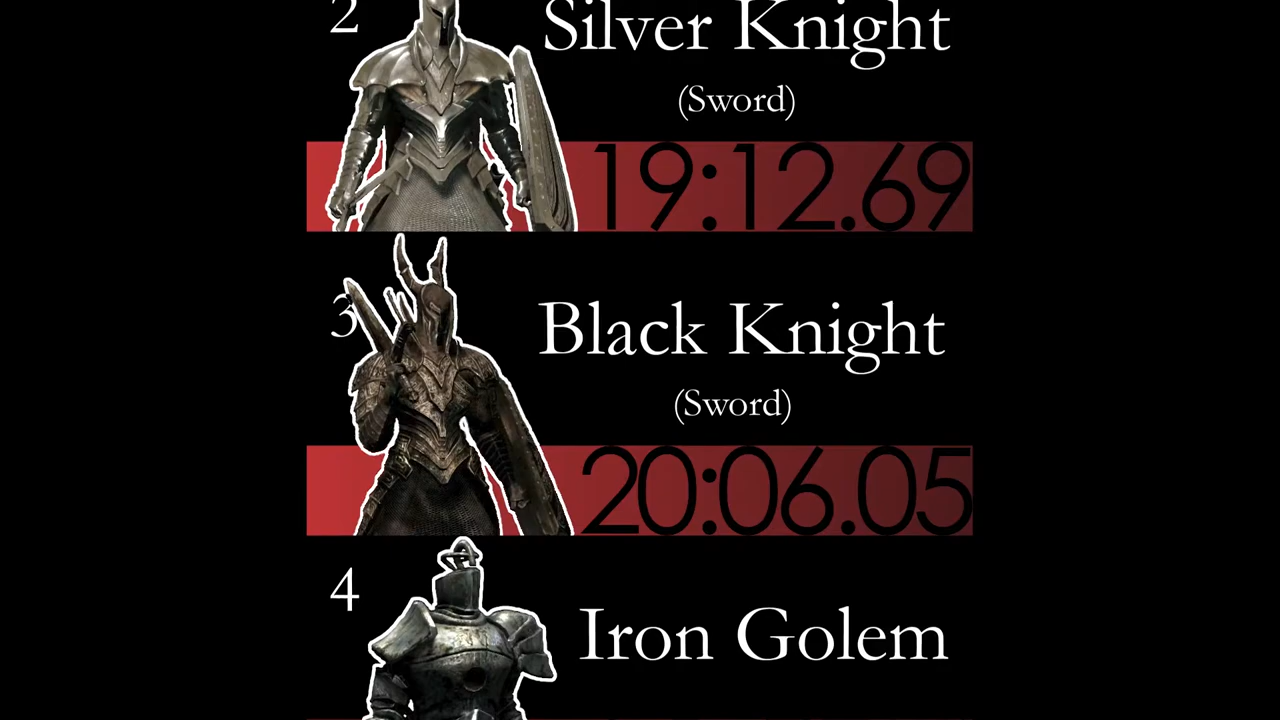 2
Silver Knight
(Sword)
19:12.69
3
Black Knight
(Sword)
20:06.05
4
Iron Golem